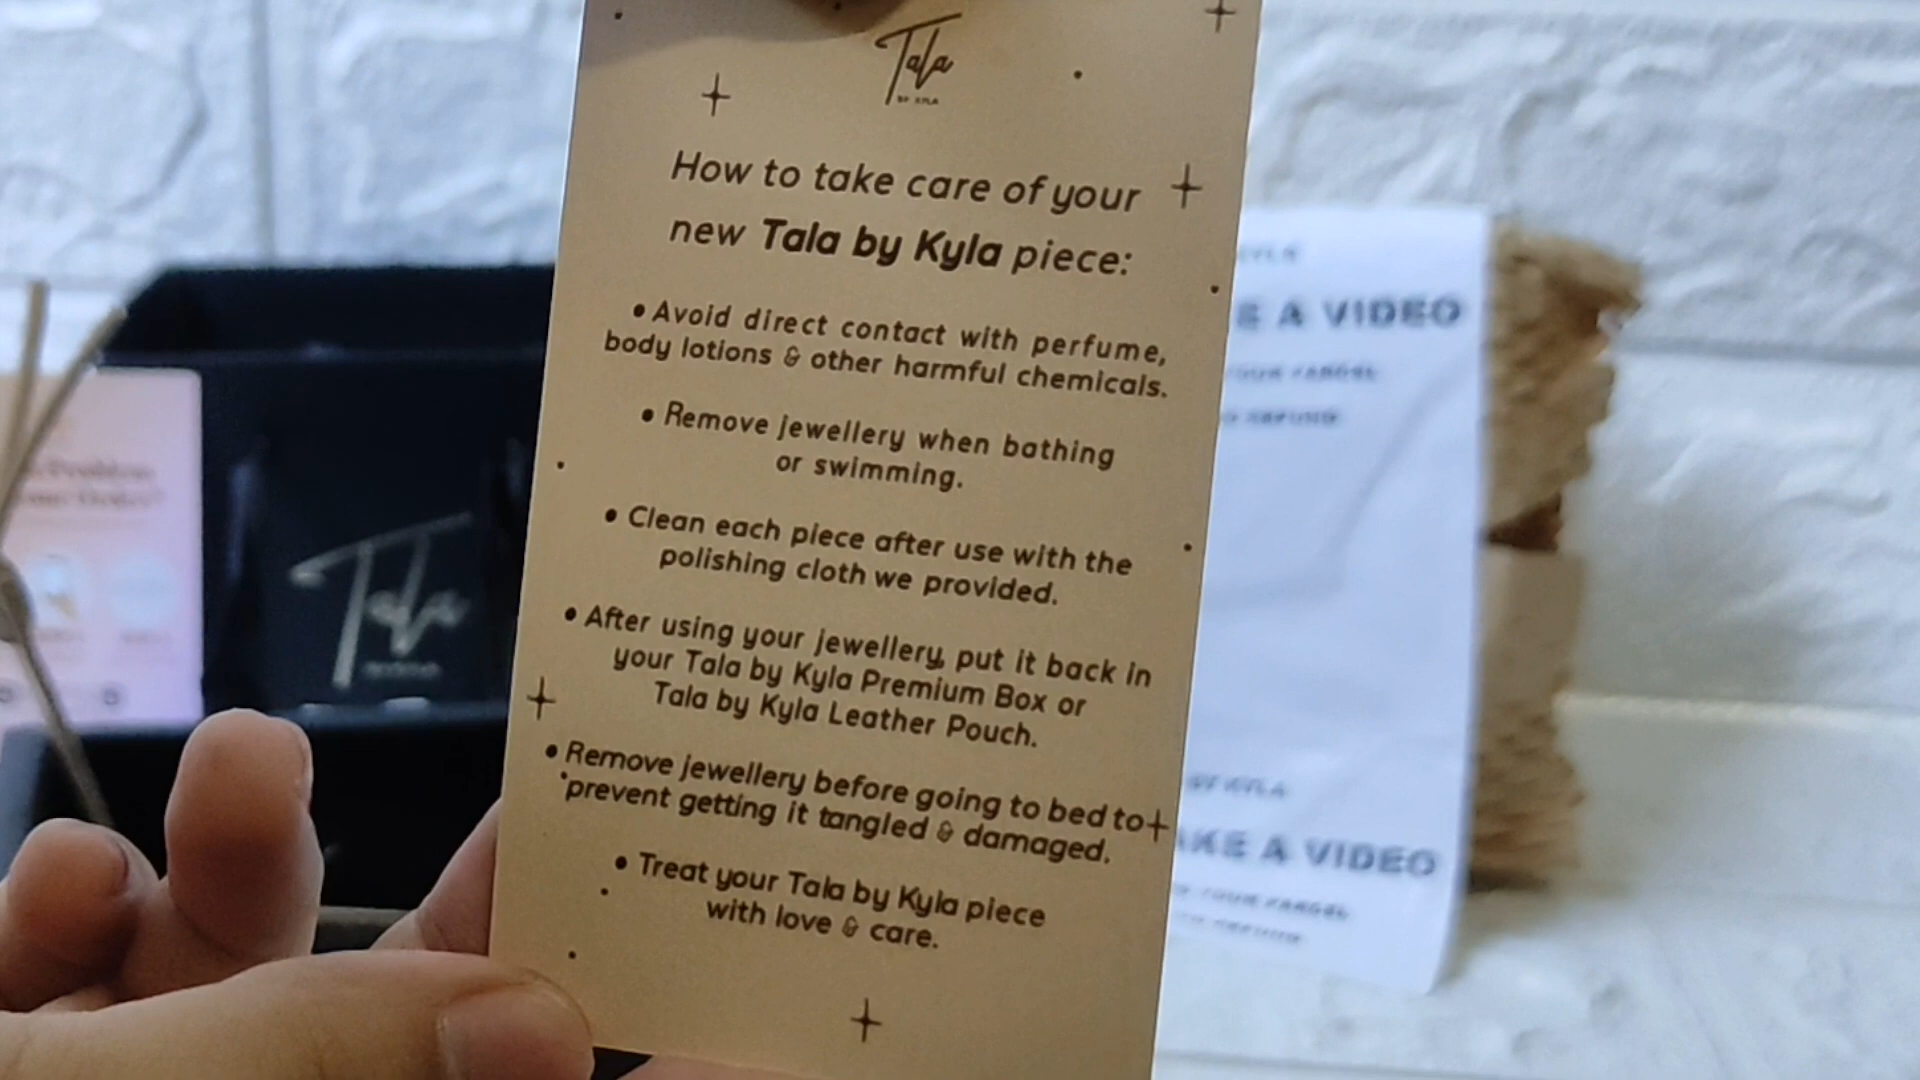 Tala
BY KYLA
How to take care of your
new Tala by Kyla piece:
• Avoid direct contact with perfume,
body lotions & other harmful chemicals.
• Remove jewellery when bathing
or swimming.
• Clean each piece after use with the
polishing cloth we provided.
• After using your jewellery, put it back in
your Tala by Kyla Premium Box or
Tala by Kyla Leather Pouch.
• Remove jewellery before going to bed to
prevent getting it tangled & damaged.
• Treat your Tala by Kyla piece
with love & care.
Tala
A VIDEO
BY KYLA
A VIDEO